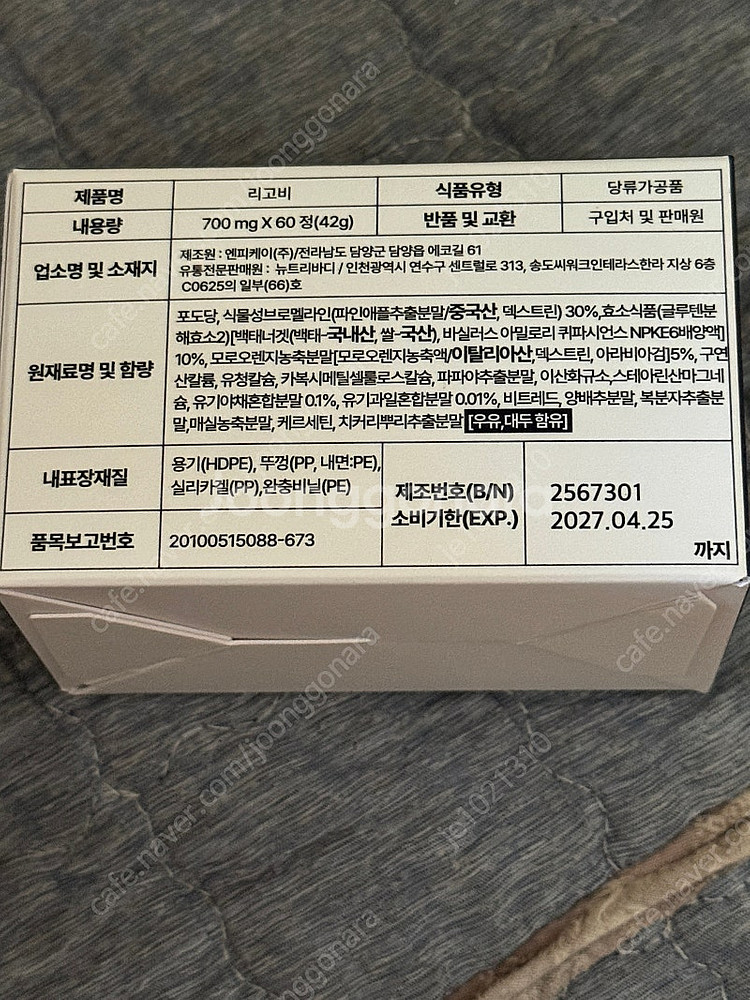 제품명 리고비 식품유형 당류가공품
내용량 700 mg X 60 정(42g) 반품 및 교환 구입처 및 판매원
업소명 및 소재지
제조원 : 엔피케이(주)/전라남도 담양군 담양읍 에코길 61
유통전문판매원 : 뉴트리바디 / 인천광역시 연수구 센트럴로 313, 송도씨워크인테라스한라 지상 6층
C0625의 일부(66)호
원재료명 및 함량
포도당, 식물성브로멜라인(파인애플추출분말/중국산, 덱스트린) 30%,효소식품(글루텐분
해효소2)[백태너겟(백태-국내산, 쌀-국산), 바실러스 아밀로리 퀴파시언스 NPKE6배양액]
10%, 모로오렌지농축분말[모로오렌지농축액/이탈리아산,덱스트린, 아라비아검]5%, 구연
산칼륨, 유청칼슘, 카복시메틸셀룰로스칼슘, 파파야추출분말, 이산화규소,스테아린산마그네
슘, 유기야채혼합분말 0.1%, 유기과일혼합분말 0.01%, 비트레드, 양배추분말, 복분자추출분
말,매실농축분말, 케르세틴, 치커리뿌리추출분말 [우유,대두 함유]
내표장재질
용기(HDPE), 뚜껑(PP, 내면:PE),
실리카겔(PP),완충비닐(PE)
제조번호(B/N) 2567301
소비기한(EXP.) 2027.04.25
까지
품목보고번호 20100515088-673
joonggonara
cafe.naver.com/joonggonara
je1021310
cafe.naver